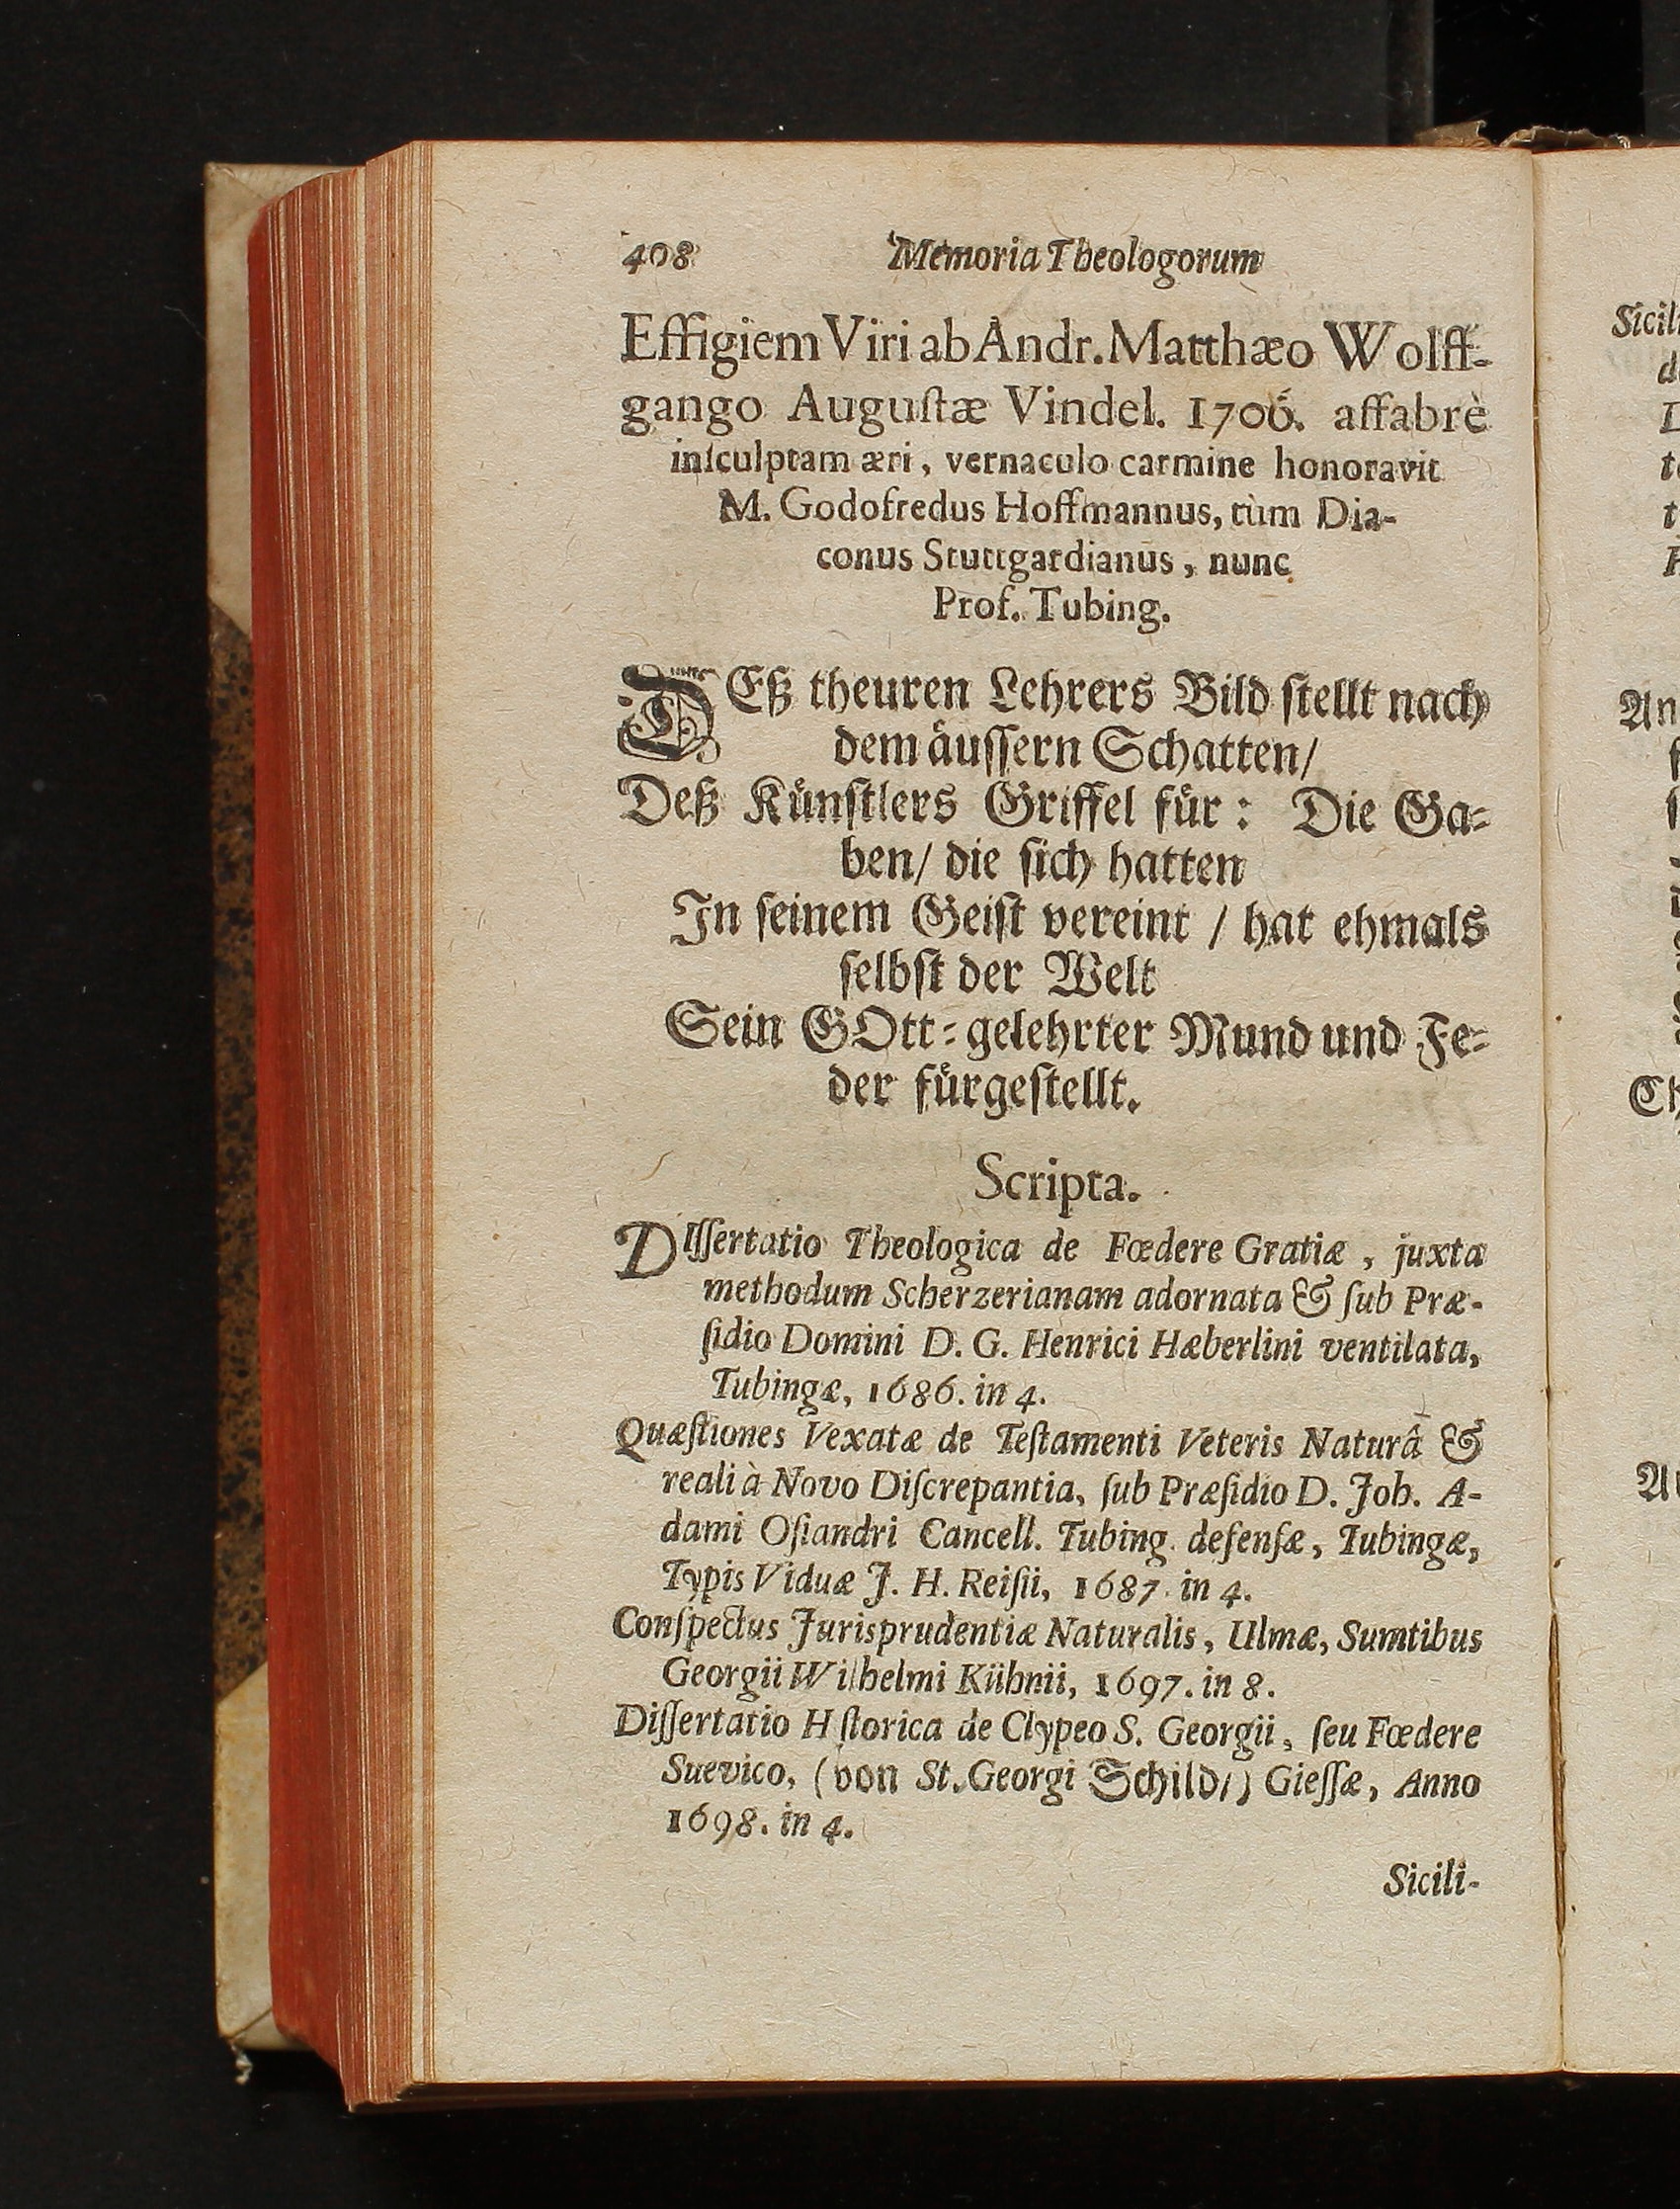 408 Memoria Theologorum
Effigiem Viri ab Andr. Matthæo Wolff-
gango Auguſtæ Vindel. 1706. affabrè
inſculptam æri, vernaculo carmine honoravit
M. Godofredus Hoffmannus, tùm Dia-
conus Stuttgardianus, nunc
Prof. Tubing.
DEß theuren Lehrers Bild ſtellt nach
dem äuſſern Schatten/
Deß Künſtlers Griffel für: Die Ga-
ben/ die ſich hatten
In ſeinem Geiſt vereint / hat ehmals
ſelbſt der Welt
Sein GOtt-gelehrter Mund und Fe-
der fürgeſtellt.
Scripta.
DIſſertatio Theologica de Fœdere Gratiæ, juxta
methodum Scherzerianam adornata & ſub Præ-
ſidio Domini D. G. Henrici Hæberlini ventilata,
Tubingæ, 1686. in 4.
Quæſtiones Vexatæ de Teſtamenti Veteris Naturâ &
reali à Novo Diſcrepantia, ſub Præſidio D. Joh. A-
dami Oſiandri Cancell. Tubing. defenſæ, Tubingæ,
Typis Viduæ J. H. Reiſii, 1687. in 4.
Conſpectus Jurisprudentiæ Naturalis, Ulmæ, Sumtibus
Georgii Wilhelmi Kühnii, 1697. in 8.
Diſſertatio H ſtorica de Clypeo S. Georgii, ſeu Fœdere
Suevico, (von St. Georgi Schild/) Gieſſæ, Anno
1698. in 4.
Sicili-